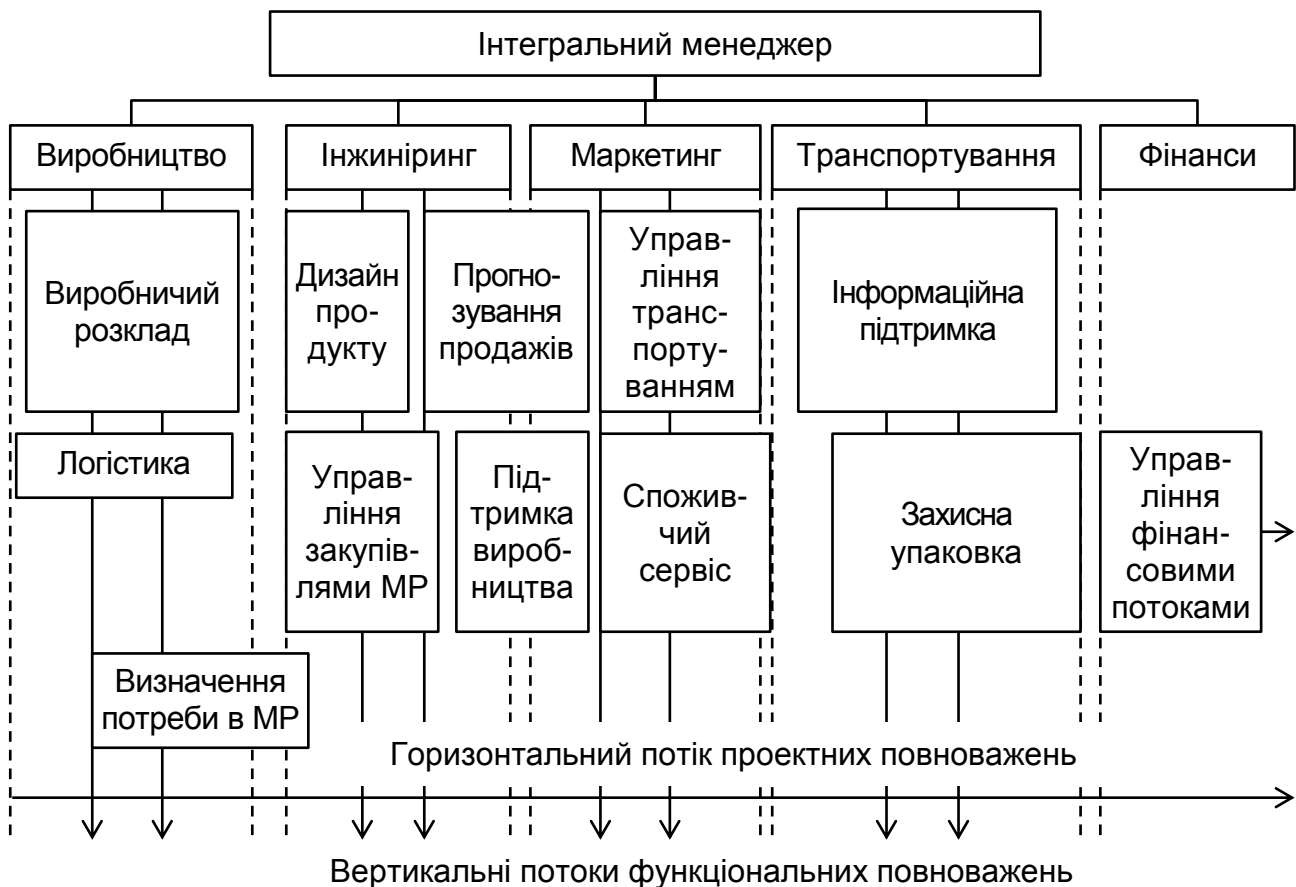 Інтегральний менеджер
Виробництво
Інжиніринг
Маркетинг
Транспортування
Фінанси
Виробничий
розклад
Дизайн
про-
дукту
Прогно-
зування
продажів
Управ-
ління
транс-
порту-
ванням
Інформаційна
підтримка
Логістика
Управ-
ління
закупів-
лями МР
Під-
тримка
вироб-
ництва
Спожив-
чий
сервіс
Захисна
упаковка
Управ-
ління
фінан-
совими
потоками
Визначення
потреби в МР
Горизонтальний потік проектних повноважень
Вертикальні потоки функціональних повноважень